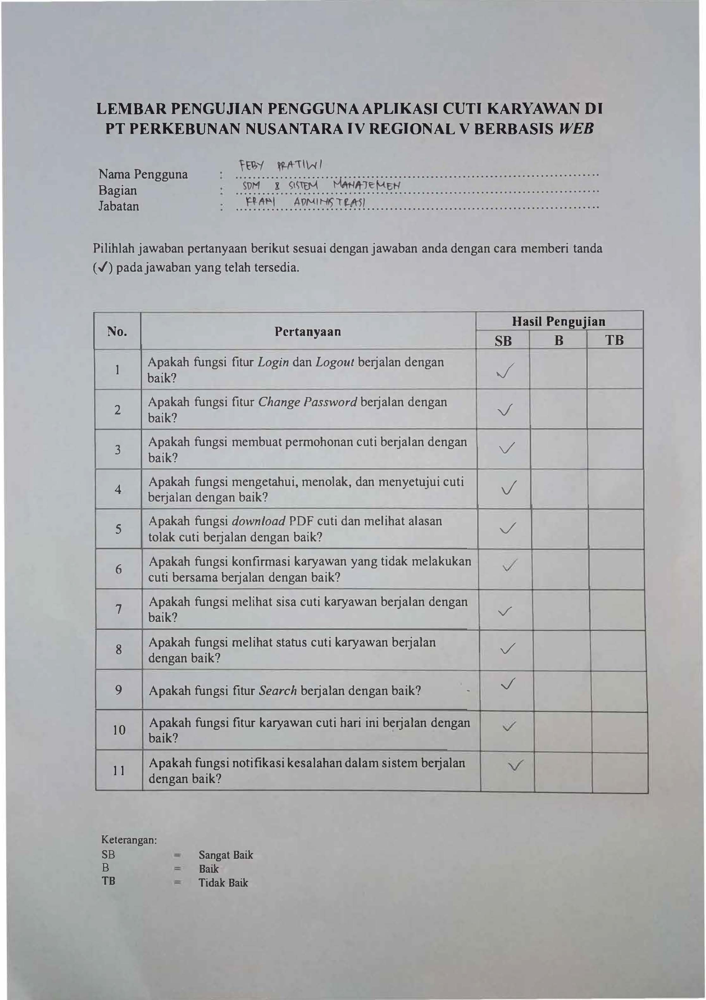 LEMBAR PENGUJIAN PENGGUNA APLIKASI CUTI KARYAWAN DI
PT PERKEBUNAN NUSANTARA IV REGIONAL V BERBASIS WEB
Nama Pengguna : FEBY PRATIWI
Bagian : SDM & SISTEM MANAJEMEN
Jabatan : KRANI ADMINISTRASI
Pilihlah jawaban pertanyaan berikut sesuai dengan jawaban anda dengan cara memberi tanda
(✓) pada jawaban yang telah tersedia.
No. Pertanyaan Hasil Pengujian
SB B TB
1 Apakah fungsi fitur Login dan Logout berjalan dengan
baik? ✓
2 Apakah fungsi fitur Change Password berjalan dengan
baik? ✓
3 Apakah fungsi membuat permohonan cuti berjalan dengan
baik? ✓
4 Apakah fungsi mengetahui, menolak, dan menyetujui cuti
berjalan dengan baik? ✓
5 Apakah fungsi download PDF cuti dan melihat alasan
tolak cuti berjalan dengan baik? ✓
6 Apakah fungsi konfirmasi karyawan yang tidak melakukan
cuti bersama berjalan dengan baik? ✓
7 Apakah fungsi melihat sisa cuti karyawan berjalan dengan
baik? ✓
8 Apakah fungsi melihat status cuti karyawan berjalan
dengan baik? ✓
9 Apakah fungsi fitur Search berjalan dengan baik? ✓
10 Apakah fungsi fitur karyawan cuti hari ini berjalan dengan
baik? ✓
11 Apakah fungsi notifikasi kesalahan dalam sistem berjalan
dengan baik? ✓
Keterangan:
SB = Sangat Baik
B = Baik
TB = Tidak Baik